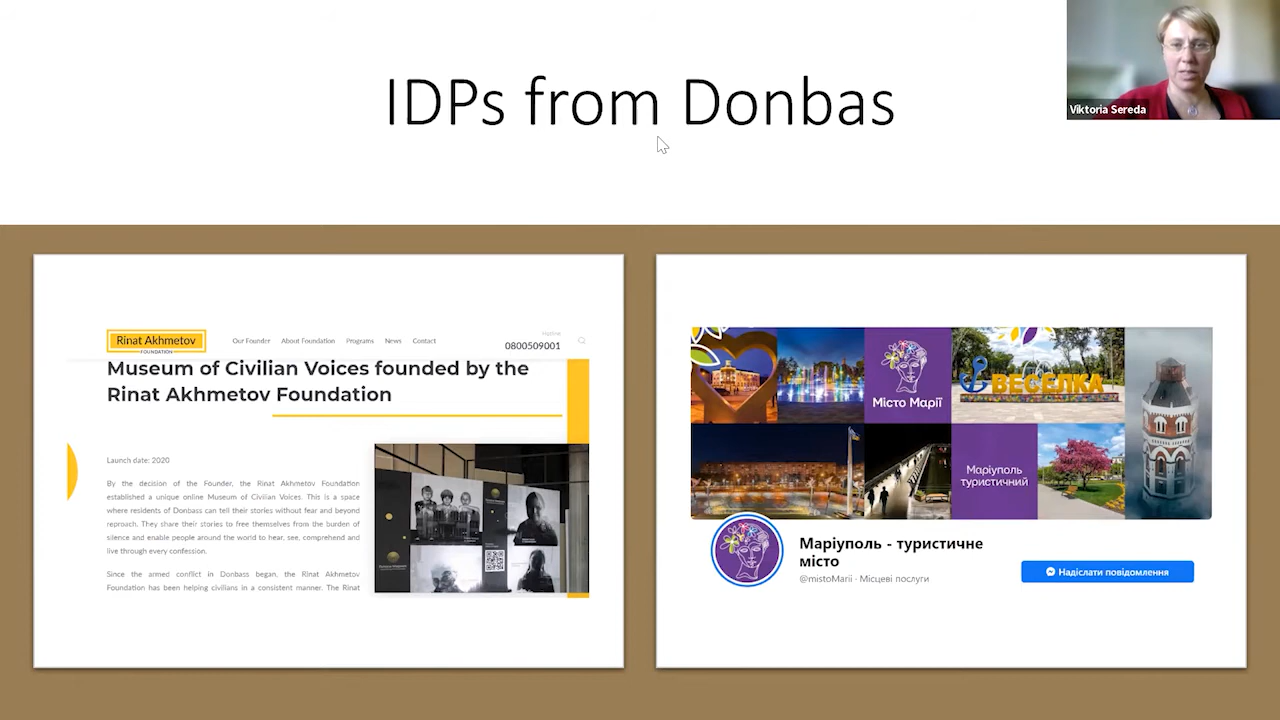 IDPs from Donbas
Viktoria Sereda
Rinat Akhmetov
FOUNDATION
Our Founder About Foundation Programs News Contact
Hotline
0800509001
Museum of Civilian Voices founded by the
Rinat Akhmetov Foundation
Launch date: 2020
By the decision of the Founder, the Rinat Akhmetov Foundation
established a unique online Museum of Civilian Voices. This is a space
where residents of Donbass can tell their stories without fear and beyond
reproach. They share their stories to free themselves from the burden of
silence and enable people around the world to hear, see, comprehend and
live through every confession.
Since the armed conflict in Donbass began, the Rinat Akhmetov
Foundation has been helping civilians in a consistent manner. The Rinat
Місто Марії
ВЕСЕЛКА
Маріуполь
туристичний
Маріуполь - туристичне
місто
@mistoMarii · Місцеві послуги
Надіслати повідомлення